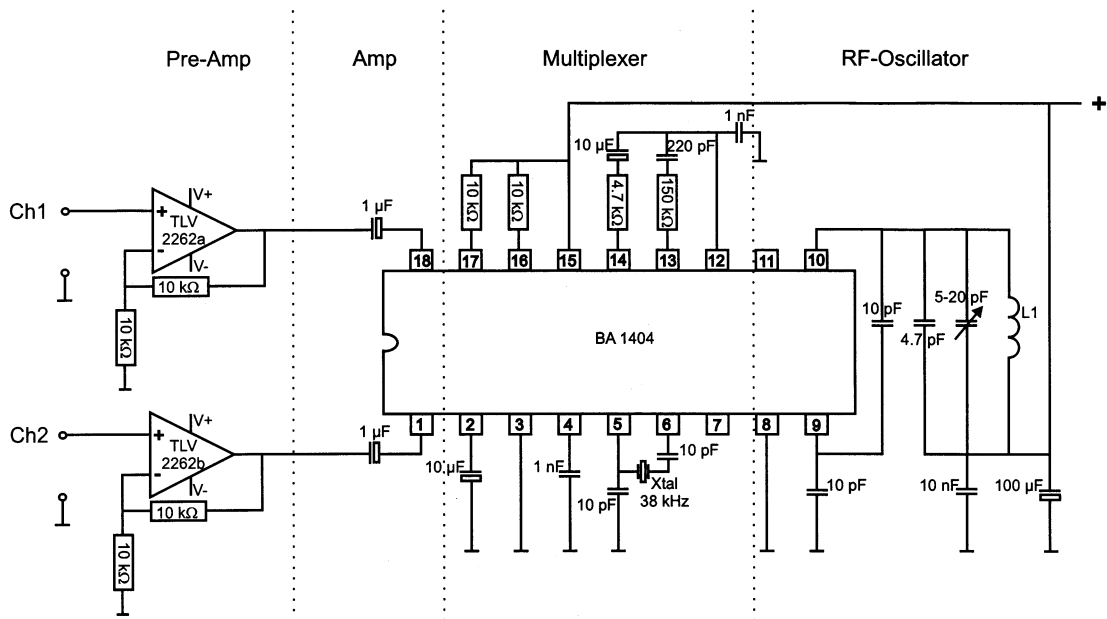 Pre-Amp
Amp
Multiplexer
RF-Oscillator
+
1 nF
10 µF
220 pF
10 kΩ
10 kΩ
4.7 kΩ
150 kΩ
Ch1
+
-
TLV
2262a
V+
V-
10 kΩ
10 kΩ
1 µF
18
17
16
15
14
13
12
11
10
BA 1404
10 pF
4.7 pF
5-20 pF
L1
1
2
3
4
5
6
7
8
9
Ch2
+
-
TLV
2262b
V+
V-
10 kΩ
10 kΩ
1 µF
10 µF
1 nF
10 pF
10 pF
Xtal
38 kHz
10 pF
10 nF
100 µF